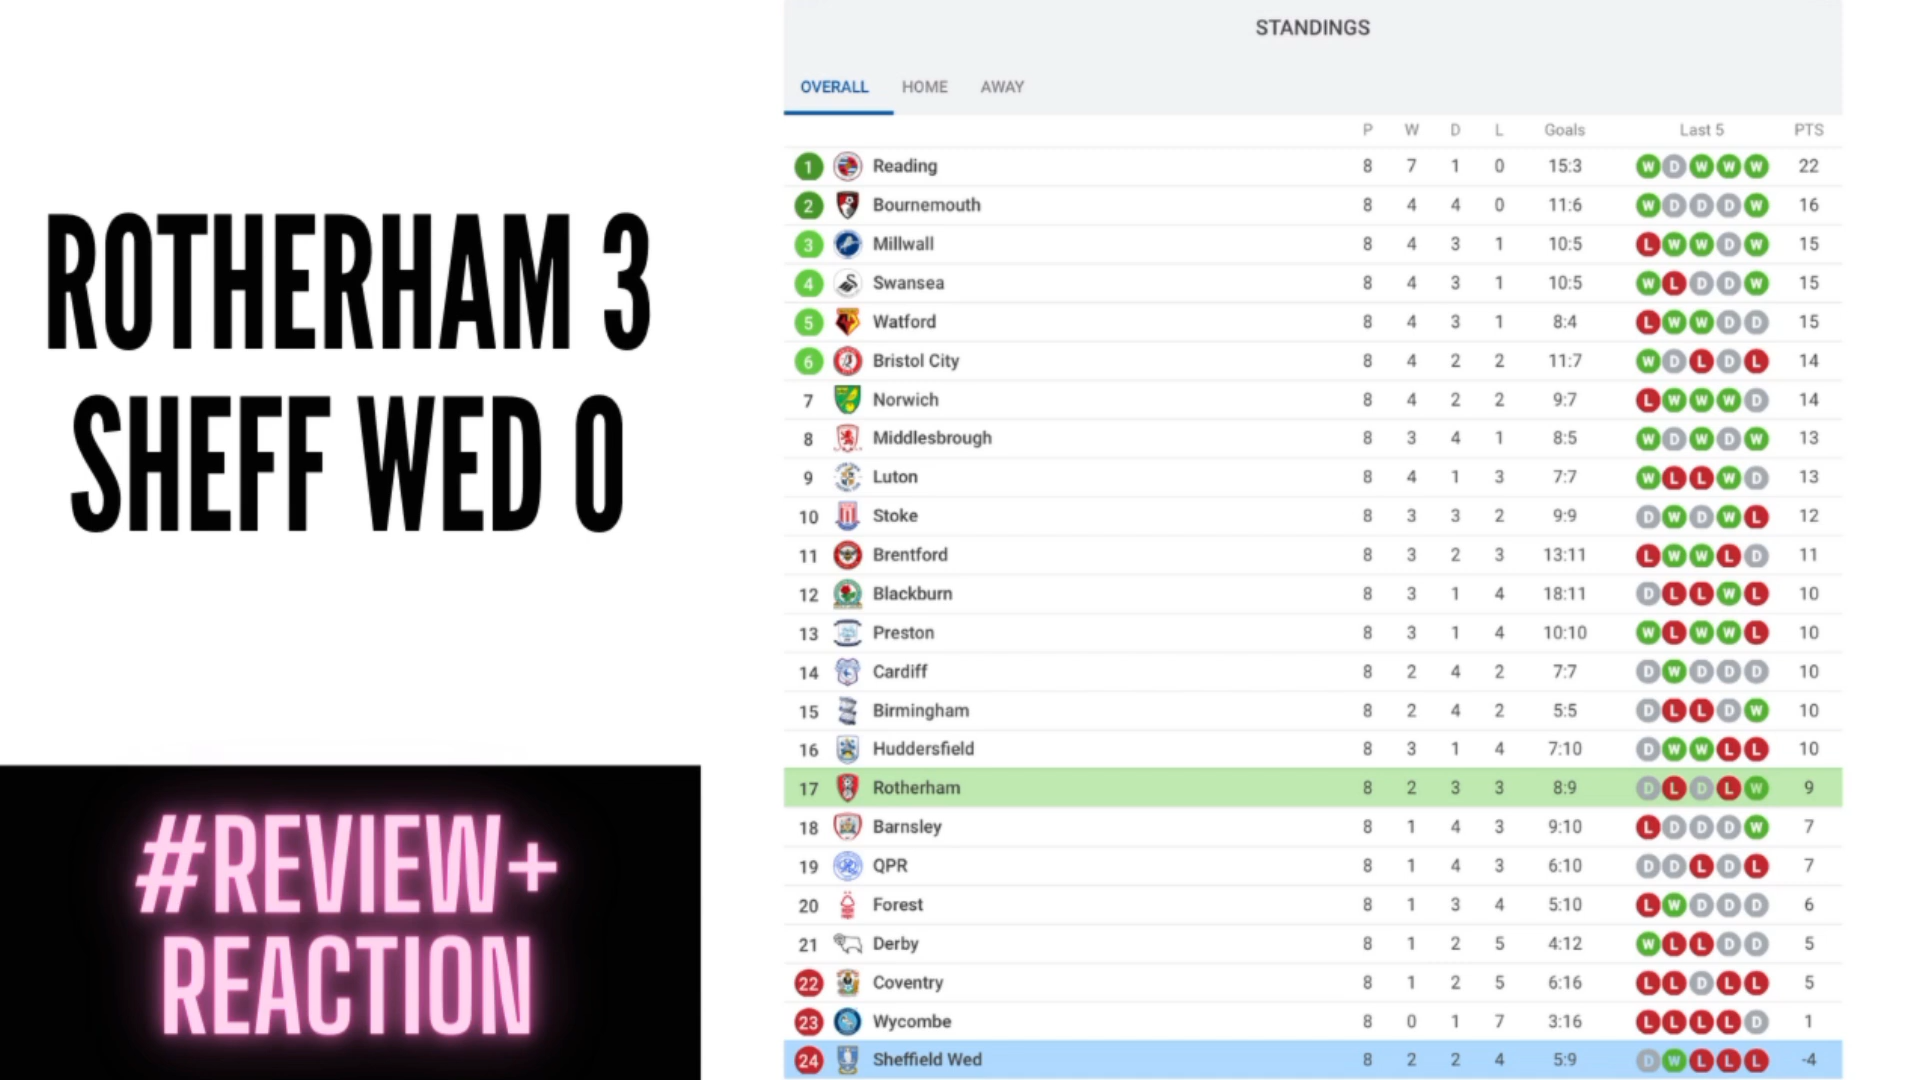 ROTHERHAM 3
SHEFF WED 0
#REVIEW+
REACTION
STANDINGS
OVERALL HOME AWAY
P W D L Goals Last 5 PTS
1 Reading 8 7 1 0 15:3 W D W W W 22
2 Bournemouth 8 4 4 0 11:6 W D D D W 16
3 Millwall 8 4 3 1 10:5 L W W D W 15
4 Swansea 8 4 3 1 10:5 W L D D W 15
5 Watford 8 4 3 1 8:4 L W W D D 15
6 Bristol City 8 4 2 2 11:7 W D L D L 14
7 Norwich 8 4 2 2 9:7 L W W W D 14
8 Middlesbrough 8 3 4 1 8:5 W D W D W 13
9 Luton 8 4 1 3 7:7 W L L W D 13
10 Stoke 8 3 3 2 9:9 D W D W L 12
11 Brentford 8 3 2 3 13:11 L W W L D 11
12 Blackburn 8 3 1 4 18:11 D L L W L 10
13 Preston 8 3 1 4 10:10 W L W W L 10
14 Cardiff 8 2 4 2 7:7 D W D D D 10
15 Birmingham 8 2 4 2 5:5 D L L D W 10
16 Huddersfield 8 3 1 4 7:10 D W W L L 10
17 Rotherham 8 2 3 3 8:9 D L D L W 9
18 Barnsley 8 1 4 3 9:10 L D D D W 7
19 QPR 8 1 4 3 6:10 D D L D L 7
20 Forest 8 1 3 4 5:10 L W D D D 6
21 Derby 8 1 2 5 4:12 W L L D D 5
22 Coventry 8 1 2 5 6:16 L L D L L 5
23 Wycombe 8 0 1 7 3:16 L L L L D 1
24 Sheffield Wed 8 2 2 4 5:9 D W L L L -4